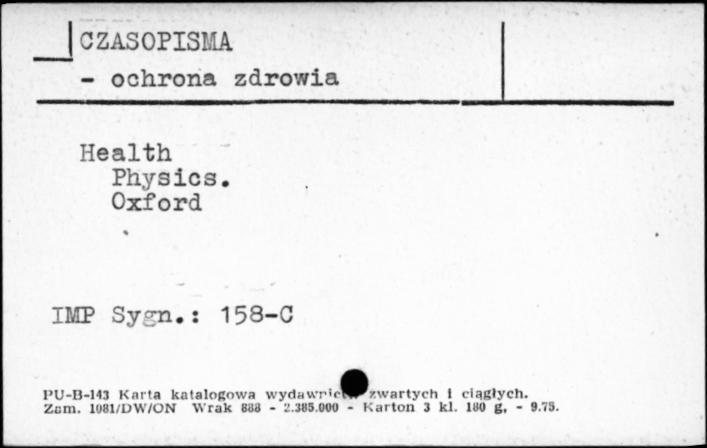 CZASOPISMA
- ochrona zdrowia
Health
Physics.
Oxford
IMP Sygn.: 158-C
PU-B-143 Karta katalogowa zwartych i ciągłych.
Zam. 1081/DW/ON Wrak 888 - 2.385.000 - Karton 3 kl. 180 g, - 9.75.